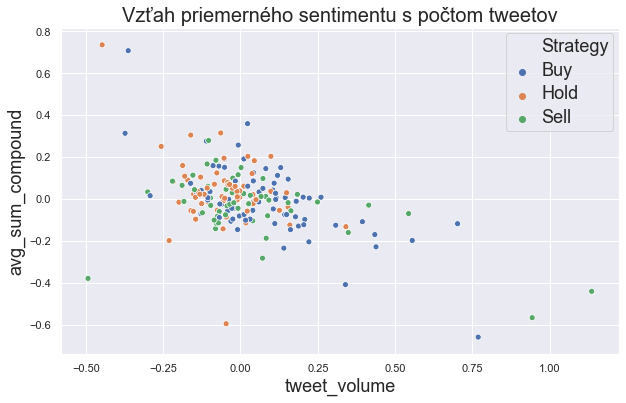 Vzťah priemerného sentimentu s počtom tweetov
0.8
0.6
0.4
0.2
0.0
−0.2
−0.4
−0.6
avg_sum_compound
Strategy
Buy
Hold
Sell
−0.50
−0.25
0.00
0.25
0.50
0.75
1.00
tweet_volume